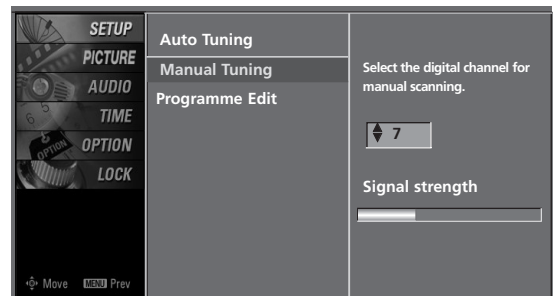 SETUP
PICTURE
AUDIO
TIME
OPTION
LOCK
Move MENU Prev
Auto Tuning
Manual Tuning
Programme Edit
Select the digital channel for
manual scanning.
7
Signal strength